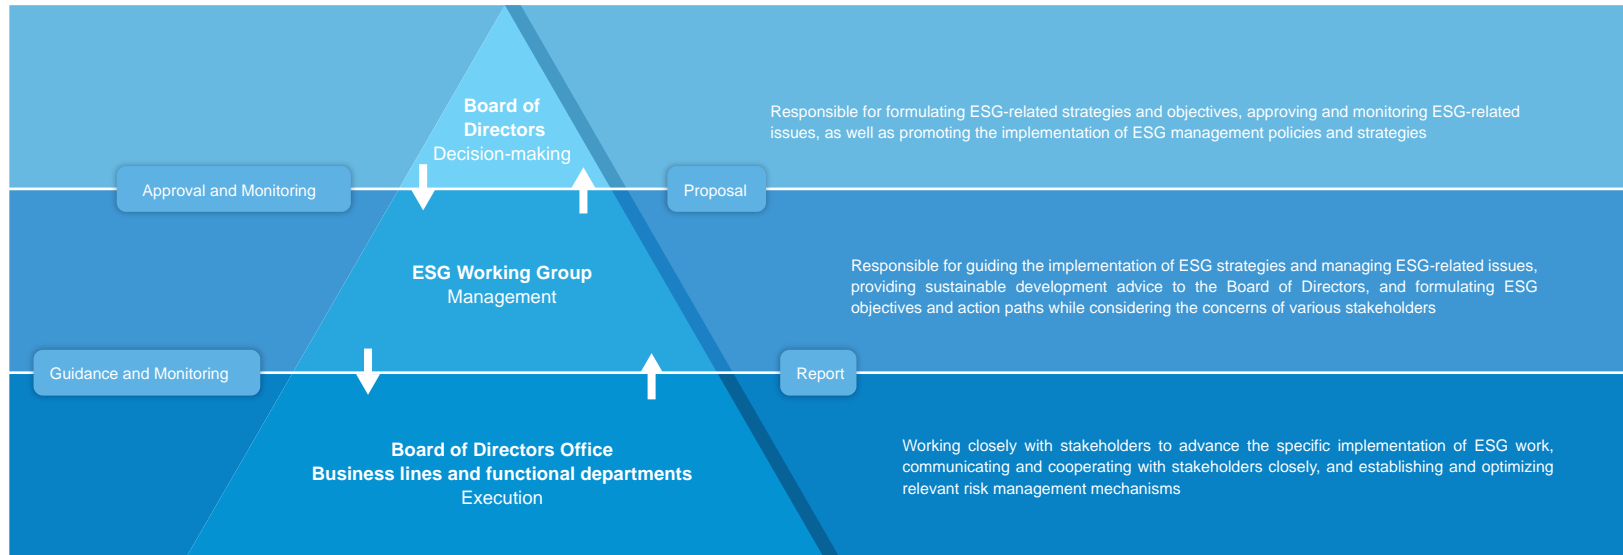 Board of
Directors
Decision-making
Responsible for formulating ESG-related strategies and objectives, approving and monitoring ESG-related
issues, as well as promoting the implementation of ESG management policies and strategies
Approval and Monitoring
Proposal
ESG Working Group
Management
Responsible for guiding the implementation of ESG strategies and managing ESG-related issues,
providing sustainable development advice to the Board of Directors, and formulating ESG
objectives and action paths while considering the concerns of various stakeholders
Guidance and Monitoring
Report
Board of Directors Office
Business lines and functional departments
Execution
Working closely with stakeholders to advance the specific implementation of ESG work,
communicating and cooperating with stakeholders closely, and establishing and optimizing
relevant risk management mechanisms